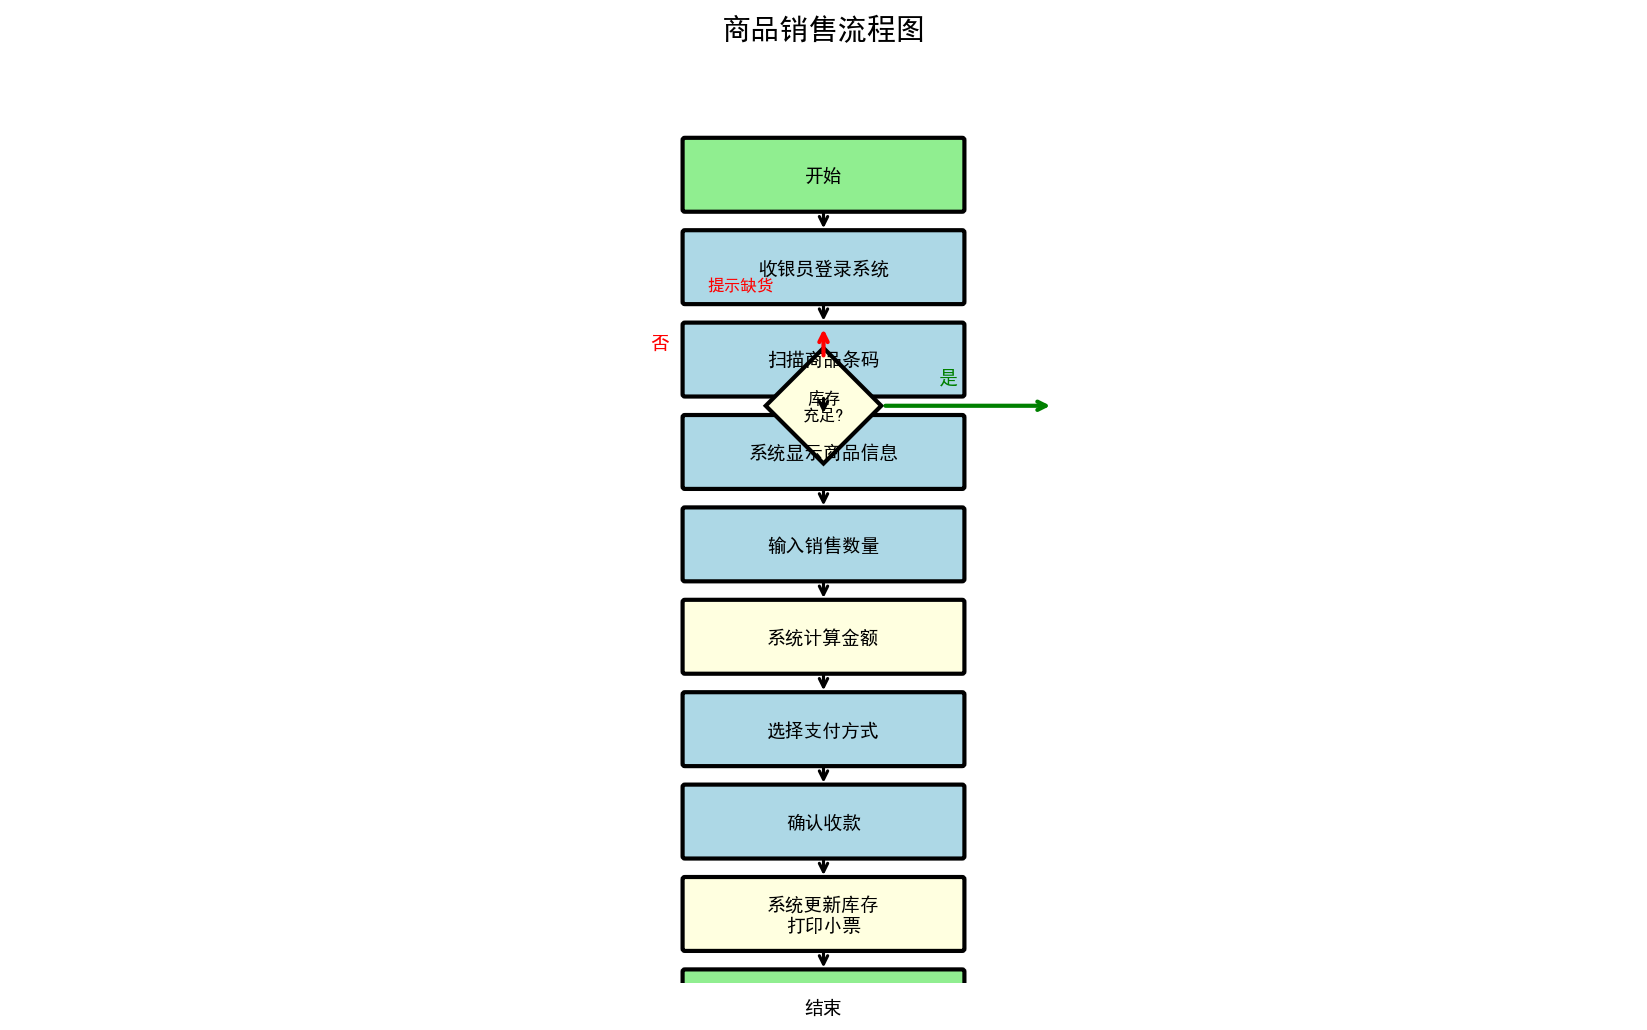 商品销售流程图
开始
收银员登录系统
提示缺货
否
扫描商品条码
是
库存
充足?
系统显示商品信息
输入销售数量
系统计算金额
选择支付方式
确认收款
系统更新库存
打印小票
结束